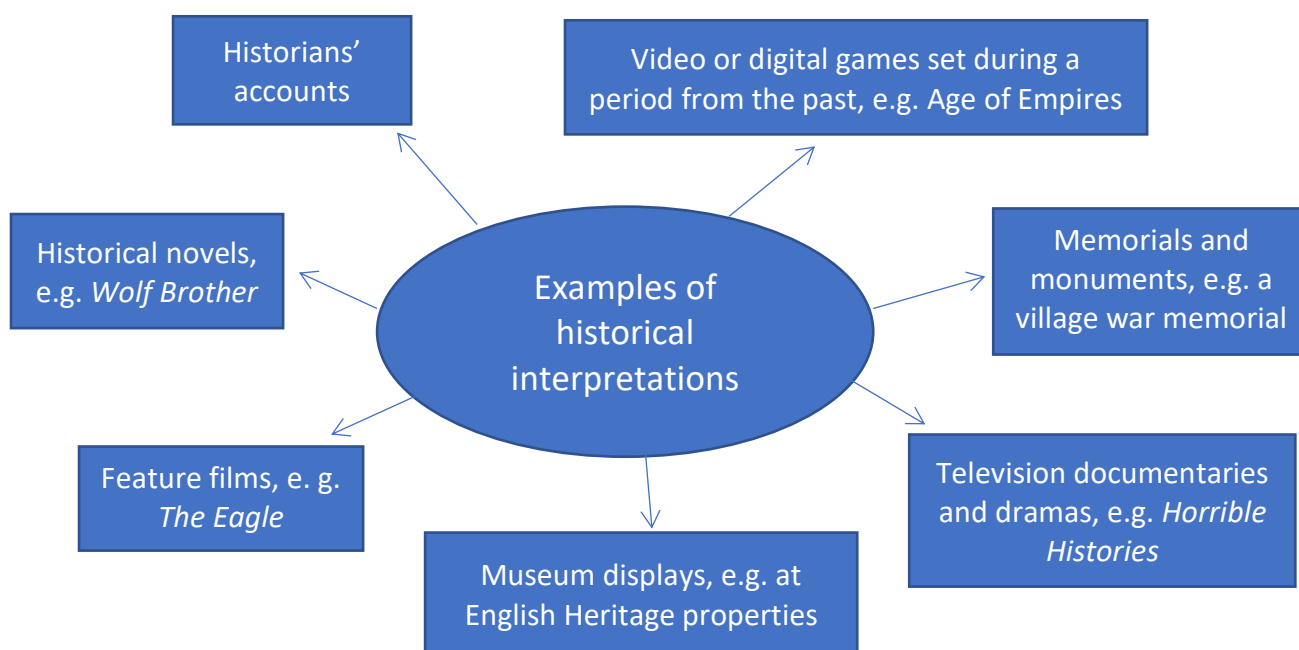 Historians’
accounts
Video or digital games set during a
period from the past, e.g. Age of Empires
Historical novels,
e.g. Wolf Brother
Examples of
historical
interpretations
Memorials and
monuments, e.g. a
village war memorial
Feature films, e. g.
The Eagle
Television documentaries
and dramas, e.g. Horrible
Histories
Museum displays, e.g. at
English Heritage properties